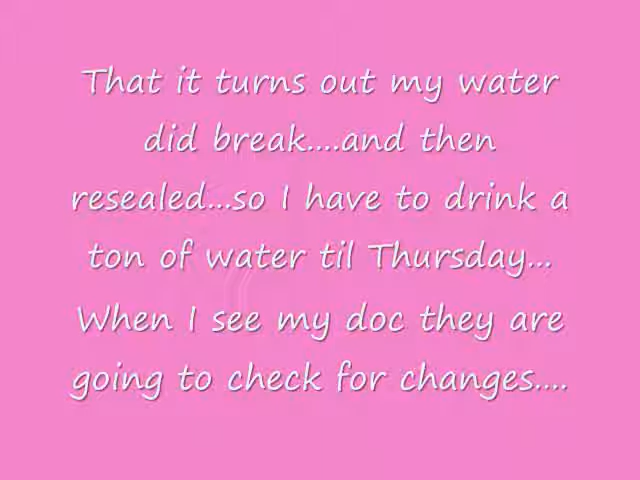 That it turns out my water
did break....and then
resealed...so I have to drink a
ton of water til Thursday...
When I see my doc they are
going to check for changes....